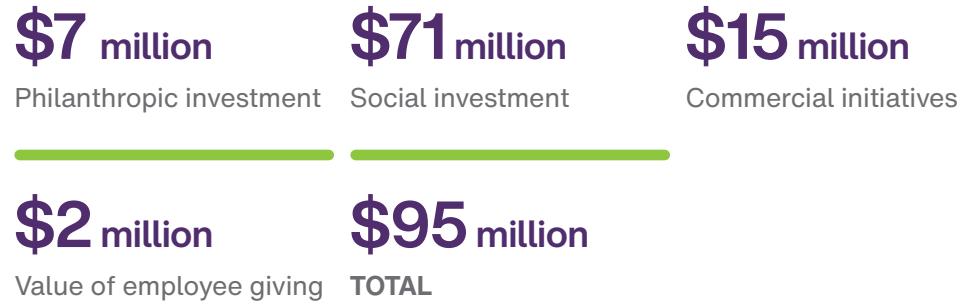 $7 million
Philanthropic investment
$71 million
Social investment
$15 million
Commercial initiatives
$2 million
Value of employee giving
$95 million
TOTAL